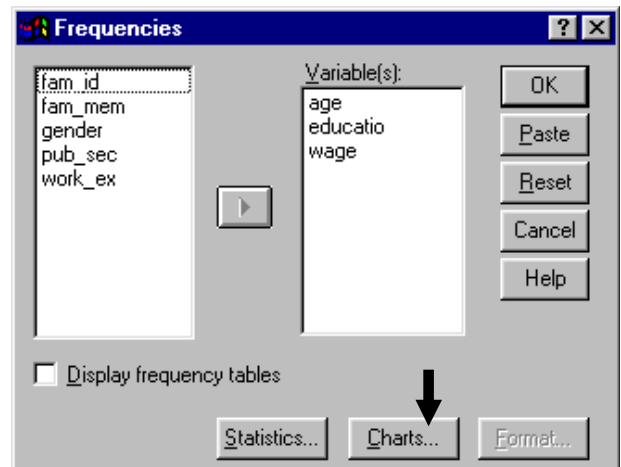 Frequencies
fam_id
fam_mem
gender
pub_sec
work_ex
Variable(s):
age
educatio
wage
OK
Paste
Reset
Cancel
Help
Display frequency tables
Statistics...
Charts...
Format...